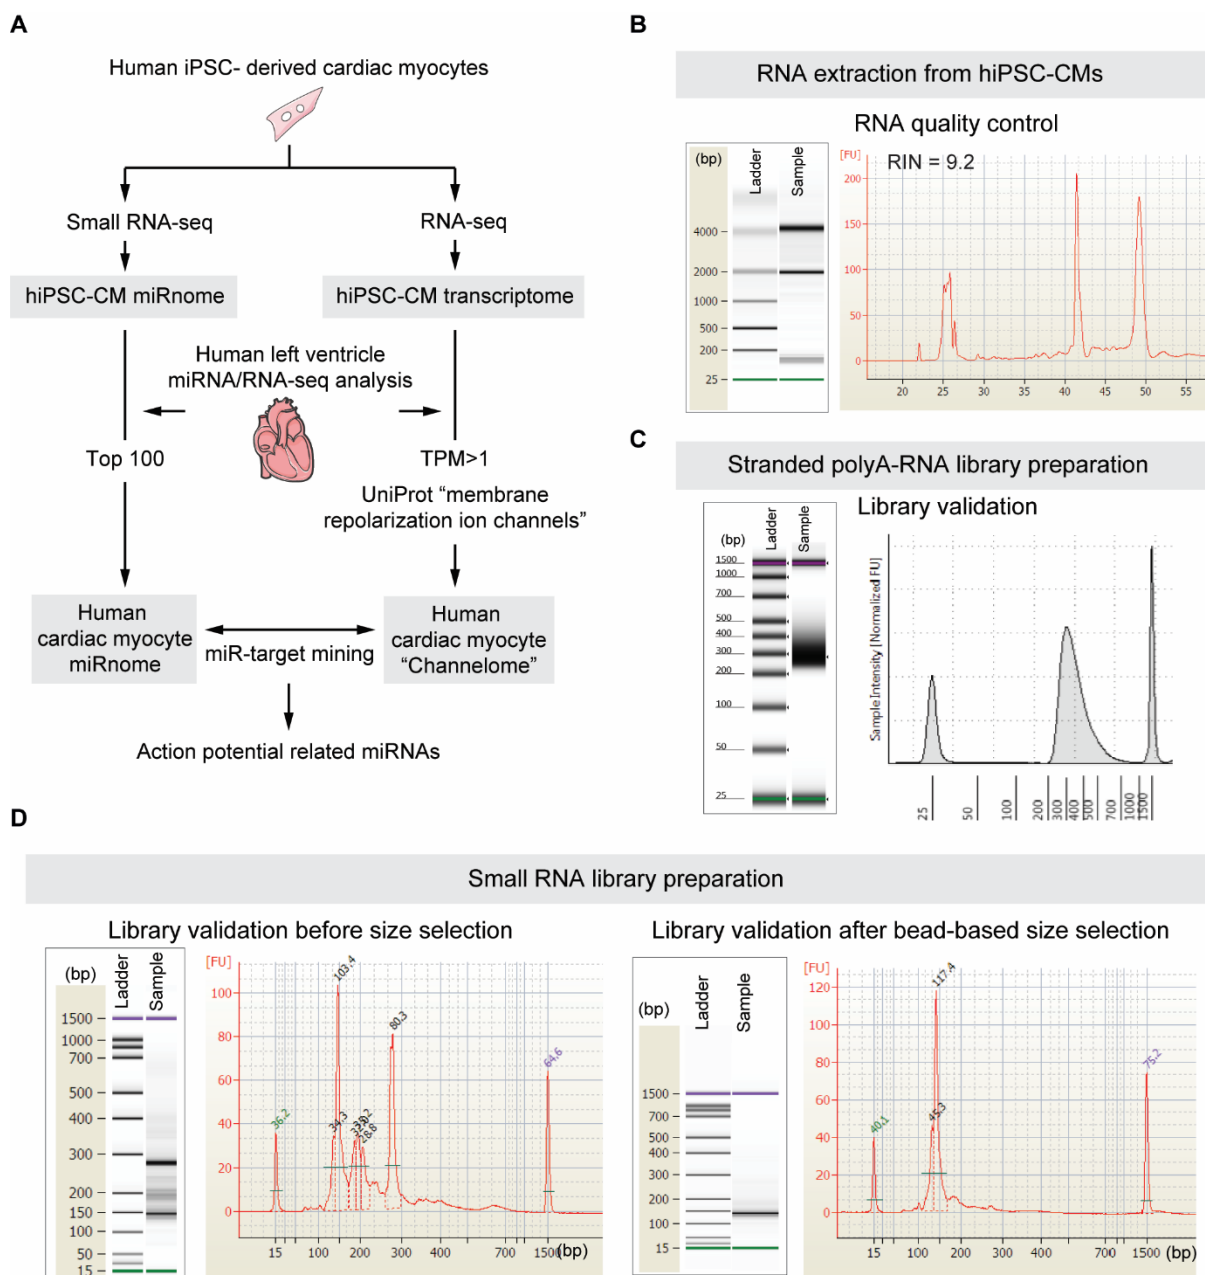 A
Human iPSC- derived cardiac myocytes
Small RNA-seq
RNA-seq
hiPSC-CM miRnome
hiPSC-CM transcriptome
Human left ventricle
miRNA/RNA-seq analysis
Top 100
TPM>1
UniProt “membrane
repolarization ion channels”
Human
cardiac myocyte
miRnome
miR-target mining
Human
cardiac myocyte
“Channelome”
Action potential related miRNAs
B
RNA extraction from hiPSC-CMs
RNA quality control
(bp)
Ladder
Sample
4000
2000
1000
500
200
25
[FU]
RIN = 9.2
200
150
100
50
0
20 25 30 35 40 45 50 55
C
Stranded polyA-RNA library preparation
Library validation
(bp)
Ladder
Sample
1500
1000
700
500
400
300
200
100
50
25
Sample Intensity [Normalized FU]
25 50 100 200 300 400 500 700 1000 1500
D
Small RNA library preparation
Library validation before size selection
(bp)
Ladder
Sample
1500
1000
700
500
400
300
200
150
100
50
15
[FU]
100
80
60
40
20
0
36.2
34.3
103.4
28.8
80.3
64.6
15 100 200 300 400 700 1500 (bp)
Library validation after bead-based size selection
(bp)
Ladder
Sample
1500
700
500
400
300
200
100
15
[FU]
120
100
80
60
40
20
0
40.1
45.3
117.4
75.2
15 100 200 300 400 700 1500 (bp)